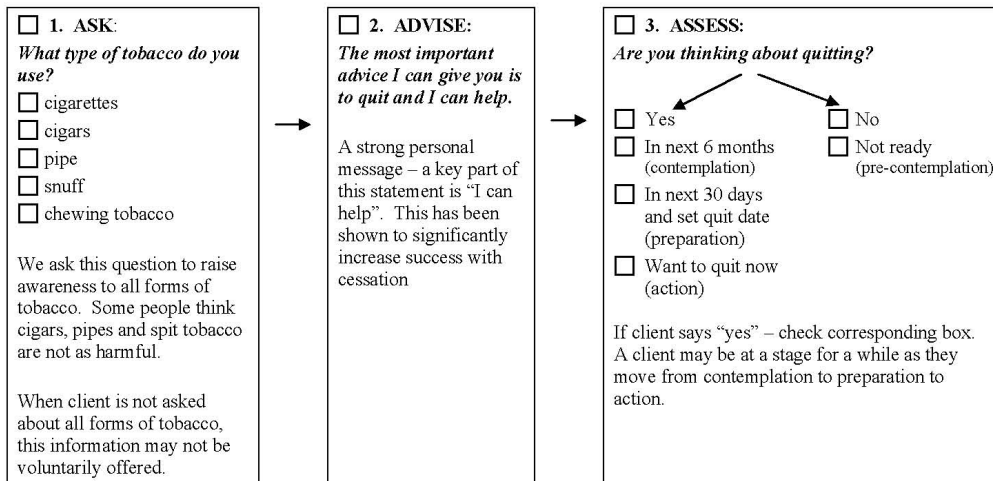 1. ASK:
What type of tobacco do you
use?
cigarettes
cigars
pipe
snuff
chewing tobacco
We ask this question to raise
awareness to all forms of
tobacco. Some people think
cigars, pipes and spit tobacco
are not as harmful.
When client is not asked
about all forms of tobacco,
this information may not be
voluntarily offered.
2. ADVISE:
The most important
advice I can give you is
to quit and I can help.
A strong personal
message – a key part of
this statement is “I can
help”. This has been
shown to significantly
increase success with
cessation
3. ASSESS:
Are you thinking about quitting?
Yes
In next 6 months
(contemplation)
In next 30 days
and set quit date
(preparation)
Want to quit now
(action)
No
Not ready
(pre-contemplation)
If client says “yes” – check corresponding box.
A client may be at a stage for a while as they
move from contemplation to preparation to
action.